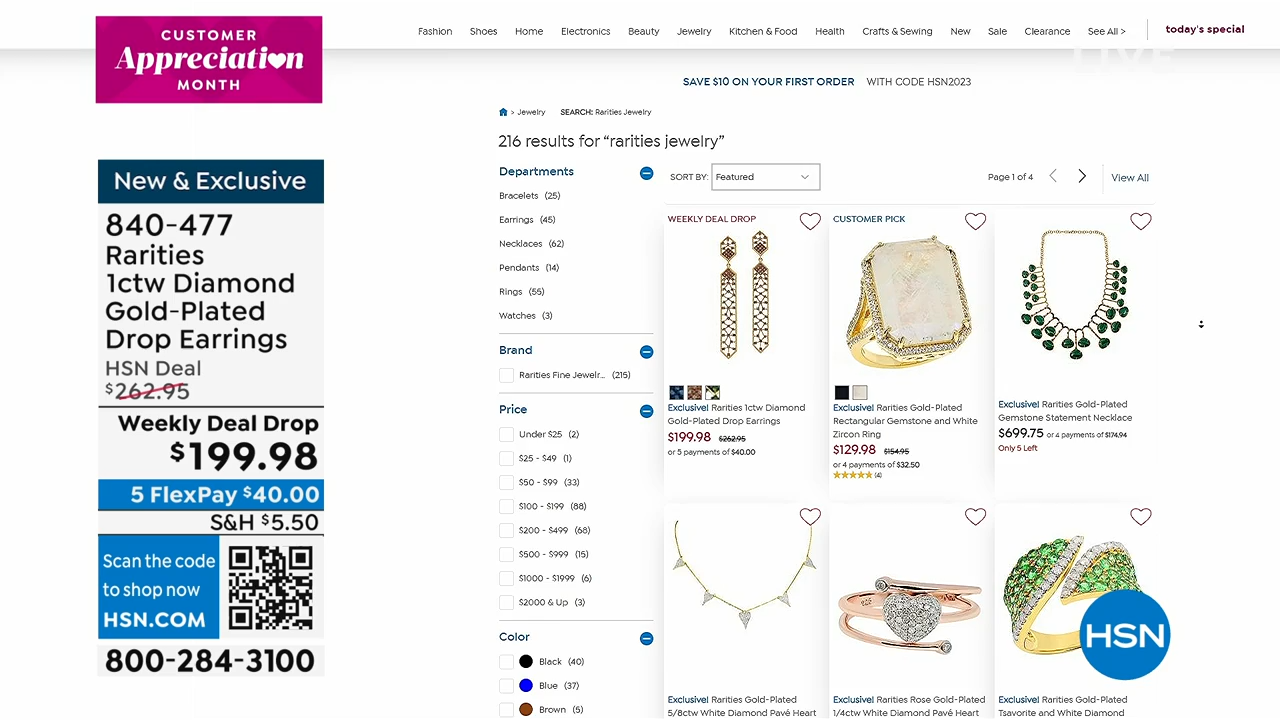 CUSTOMER
Appreciation
MONTH
Fashion Shoes Home Electronics Beauty Jewelry Kitchen & Food Health Crafts & Sewing New Sale Clearance See All > today's special
LIVE
SAVE $10 ON YOUR FIRST ORDER WITH CODE HSN2023
> Jewelry SEARCH: Rarities Jewelry
216 results for “rarities jewelry”
New & Exclusive
840-477
Rarities
1ctw Diamond
Gold-Plated
Drop Earrings
HSN Deal
$262.95
Weekly Deal Drop
$199.98
5 FlexPay $40.00
S&H $5.50
Scan the code
to shop now
HSN.COM
800-284-3100
Departments
Bracelets (25)
Earrings (45)
Necklaces (62)
Pendants (14)
Rings (55)
Watches (3)
Brand
Rarities Fine Jewelr... (215)
Price
Under $25 (2)
$25 - $49 (1)
$50 - $99 (33)
$100 - $199 (88)
$200 - $499 (68)
$500 - $999 (15)
$1000 - $1999 (6)
$2000 & Up (3)
Color
Black (40)
Blue (37)
Brown (5)
SORT BY: Featured
Page 1 of 4
View All
WEEKLY DEAL DROP
Exclusive! Rarities 1ctw Diamond
Gold-Plated Drop Earrings
$199.98 $262.95
or 5 payments of $40.00
CUSTOMER PICK
Exclusive! Rarities Gold-Plated
Rectangular Gemstone and White
Zircon Ring
$129.98 $154.95
or 4 payments of $32.50
(4)
Exclusive! Rarities Gold-Plated
Gemstone Statement Necklace
$699.75 or 4 payments of $174.94
Only 5 Left
Exclusive! Rarities Gold-Plated
5/8ctw White Diamond Pavé Heart
925
Exclusive! Rarities Rose Gold-Plated
1/4ctw White Diamond Pavé Heart
Exclusive! Rarities Gold-Plated
Tsavorite and White Diamond
HSN